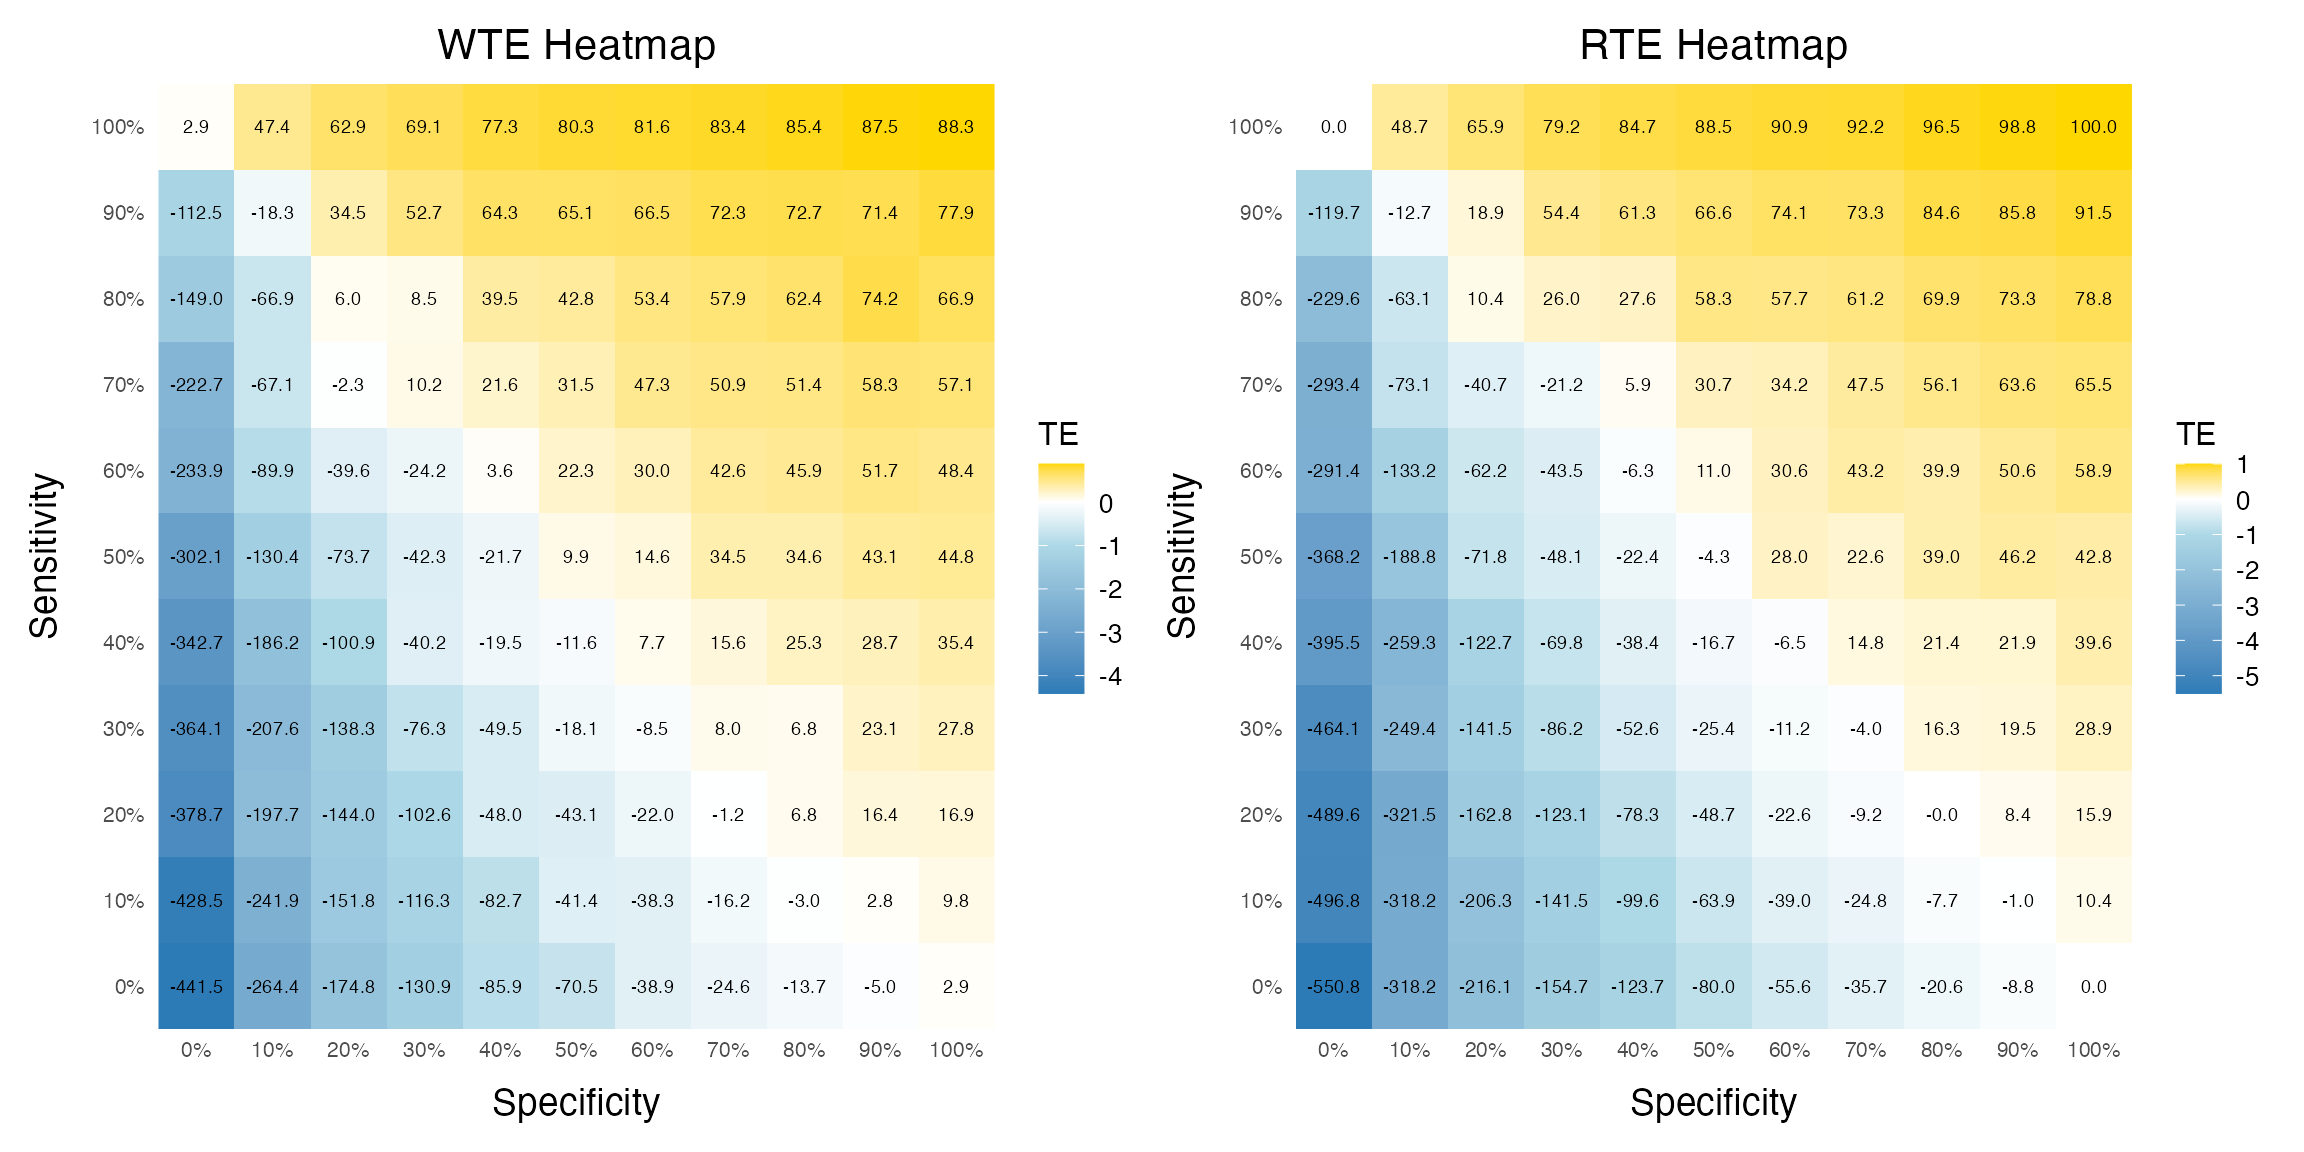 WTE Heatmap
100% 2.9 47.4 62.9 69.1 77.3 80.3 81.6 83.4 85.4 87.5 88.3
90% -112.5 -18.3 34.5 52.7 64.3 65.1 66.5 72.3 72.7 71.4 77.9
80% -149.0 -66.9 6.0 8.5 39.5 42.8 53.4 57.9 62.4 74.2 66.9
70% -222.7 -67.1 -2.3 10.2 21.6 31.5 47.3 50.9 51.4 58.3 57.1
60% -233.9 -89.9 -39.6 -24.2 3.6 22.3 30.0 42.6 45.9 51.7 48.4
50% -302.1 -130.4 -73.7 -42.3 -21.7 9.9 14.6 34.5 34.6 43.1 44.8
40% -342.7 -186.2 -100.9 -40.2 -19.5 -11.6 7.7 15.6 25.3 28.7 35.4
30% -364.1 -207.6 -138.3 -76.3 -49.5 -18.1 -8.5 8.0 6.8 23.1 27.8
20% -378.7 -197.7 -144.0 -102.6 -48.0 -43.1 -22.0 -1.2 6.8 16.4 16.9
10% -428.5 -241.9 -151.8 -116.3 -82.7 -41.4 -38.3 -16.2 -3.0 2.8 9.8
0% -441.5 -264.4 -174.8 -130.9 -85.9 -70.5 -38.9 -24.6 -13.7 -5.0 2.9
0% 10% 20% 30% 40% 50% 60% 70% 80% 90% 100%
Specificity
Sensitivity
TE
0
-1
-2
-3
-4
RTE Heatmap
100% 0.0 48.7 65.9 79.2 84.7 88.5 90.9 92.2 96.5 98.8 100.0
90% -119.7 -12.7 18.9 54.4 61.3 66.6 74.1 73.3 84.6 85.8 91.5
80% -229.6 -63.1 10.4 26.0 27.6 58.3 57.7 61.2 69.9 73.3 78.8
70% -293.4 -73.1 -40.7 -21.2 5.9 30.7 34.2 47.5 56.1 63.6 65.5
60% -291.4 -133.2 -62.2 -43.5 -6.3 11.0 30.6 43.2 39.9 50.6 58.9
50% -368.2 -188.8 -71.8 -48.1 -22.4 -4.3 28.0 22.6 39.0 46.2 42.8
40% -395.5 -259.3 -122.7 -69.8 -38.4 -16.7 -6.5 14.8 21.4 21.9 39.6
30% -464.1 -249.4 -141.5 -86.2 -52.6 -25.4 -11.2 -4.0 16.3 19.5 28.9
20% -489.6 -321.5 -162.8 -123.1 -78.3 -48.7 -22.6 -9.2 -0.0 8.4 15.9
10% -496.8 -318.2 -206.3 -141.5 -99.6 -63.9 -39.0 -24.8 -7.7 -1.0 10.4
0% -550.8 -318.2 -216.1 -154.7 -123.7 -80.0 -55.6 -35.7 -20.6 -8.8 0.0
0% 10% 20% 30% 40% 50% 60% 70% 80% 90% 100%
Specificity
Sensitivity
TE
1
0
-1
-2
-3
-4
-5